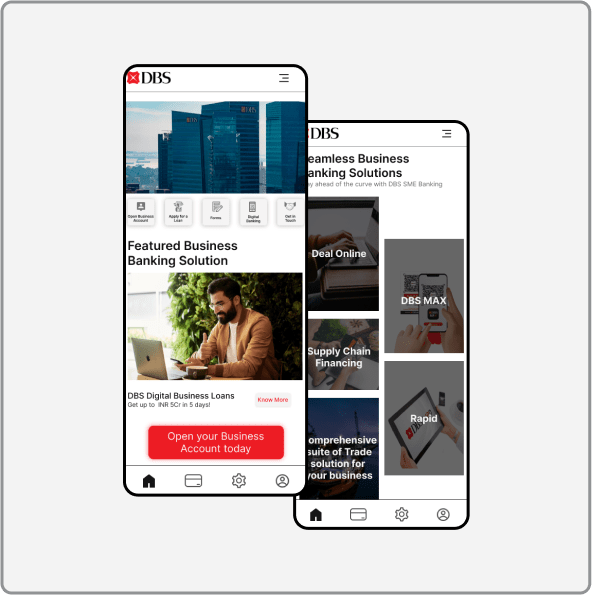 DBS
DBS
Open Business
Account
Apply for a
Loan
Forms
Digital
Banking
Get in
Touch
Featured Business
Banking Solution
DBS Digital Business Loans
Get up to INR 5Cr in 5 days!
Know More
Open your Business
Account today
DBS
eamless Business
anking Solutions
ay ahead of the curve with DBS SME Banking
Deal Online
DBS MAX
Supply Chain
Financing
Rapid
omprehensive
suite of Trade
solution for
your business